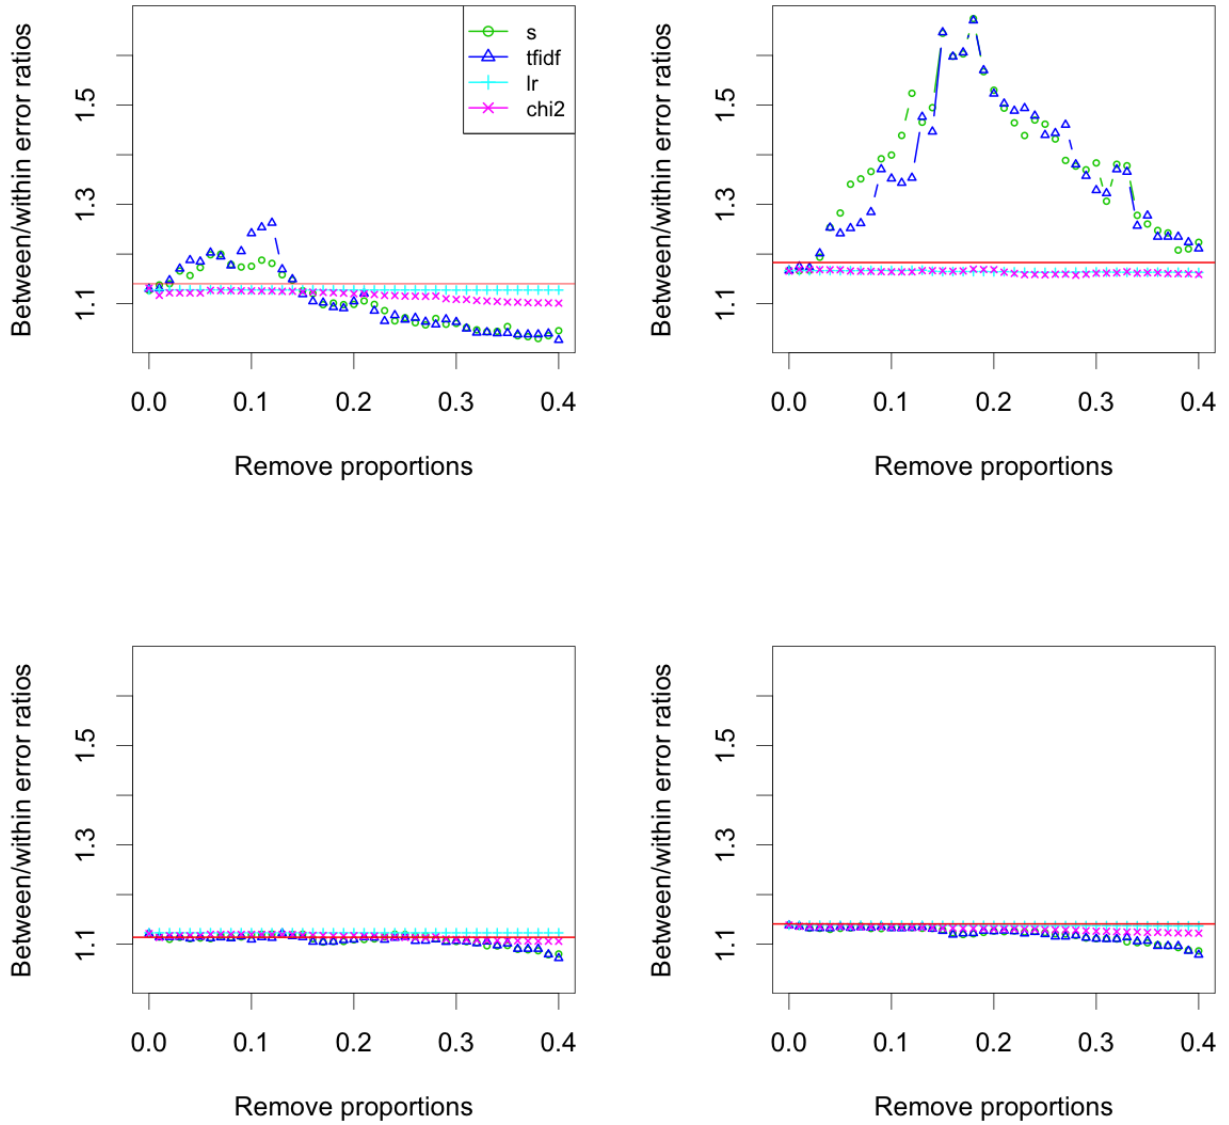 s
tfidf
lr
chi2
Between/within error ratios
1.1 1.3 1.5
0.0 0.1 0.2 0.3 0.4
Remove proportions
Between/within error ratios
1.1 1.3 1.5
0.0 0.1 0.2 0.3 0.4
Remove proportions
Between/within error ratios
1.1 1.3 1.5
0.0 0.1 0.2 0.3 0.4
Remove proportions
Between/within error ratios
1.1 1.3 1.5
0.0 0.1 0.2 0.3 0.4
Remove proportions